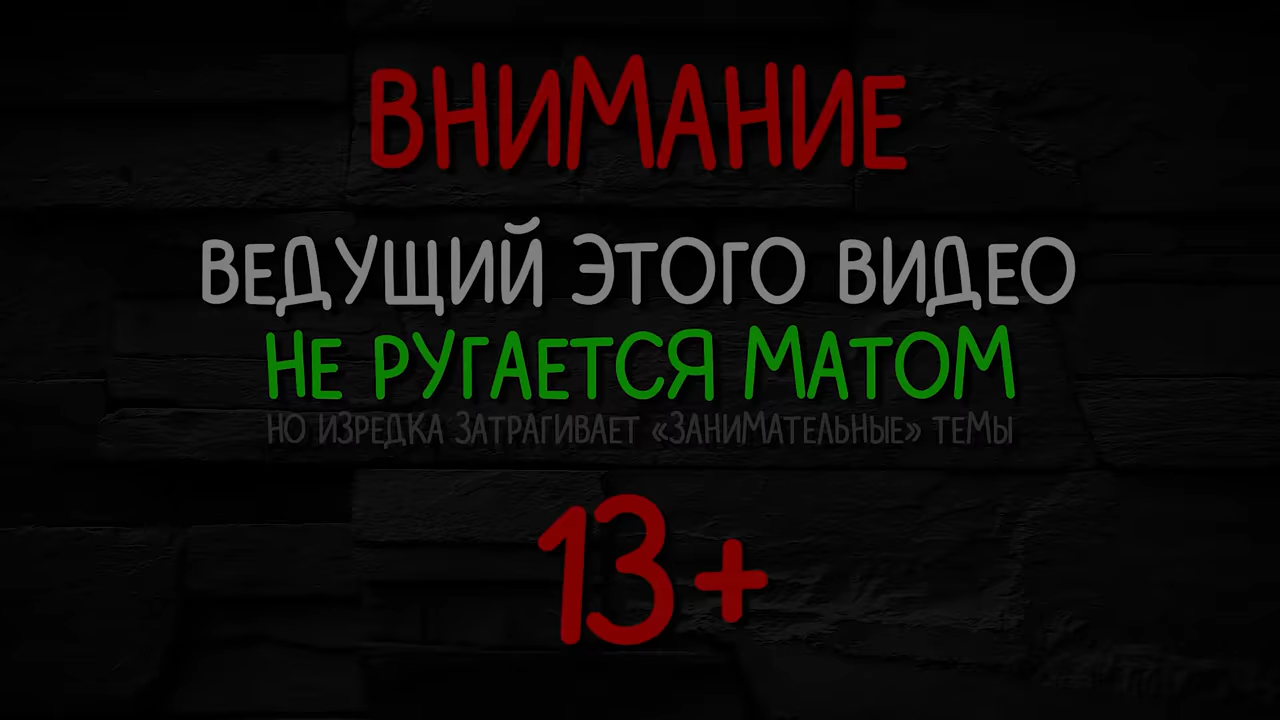 ВНИМАНИЕ
ВЕДУЩИЙ ЭТОГО ВИДЕО
НЕ РУГАЕТСЯ МАТОМ
НО ИЗРЕДКА ЗАТРАГИВАЕТ «ЗАНИМАТЕЛЬНЫЕ» ТЕМЫ
13+